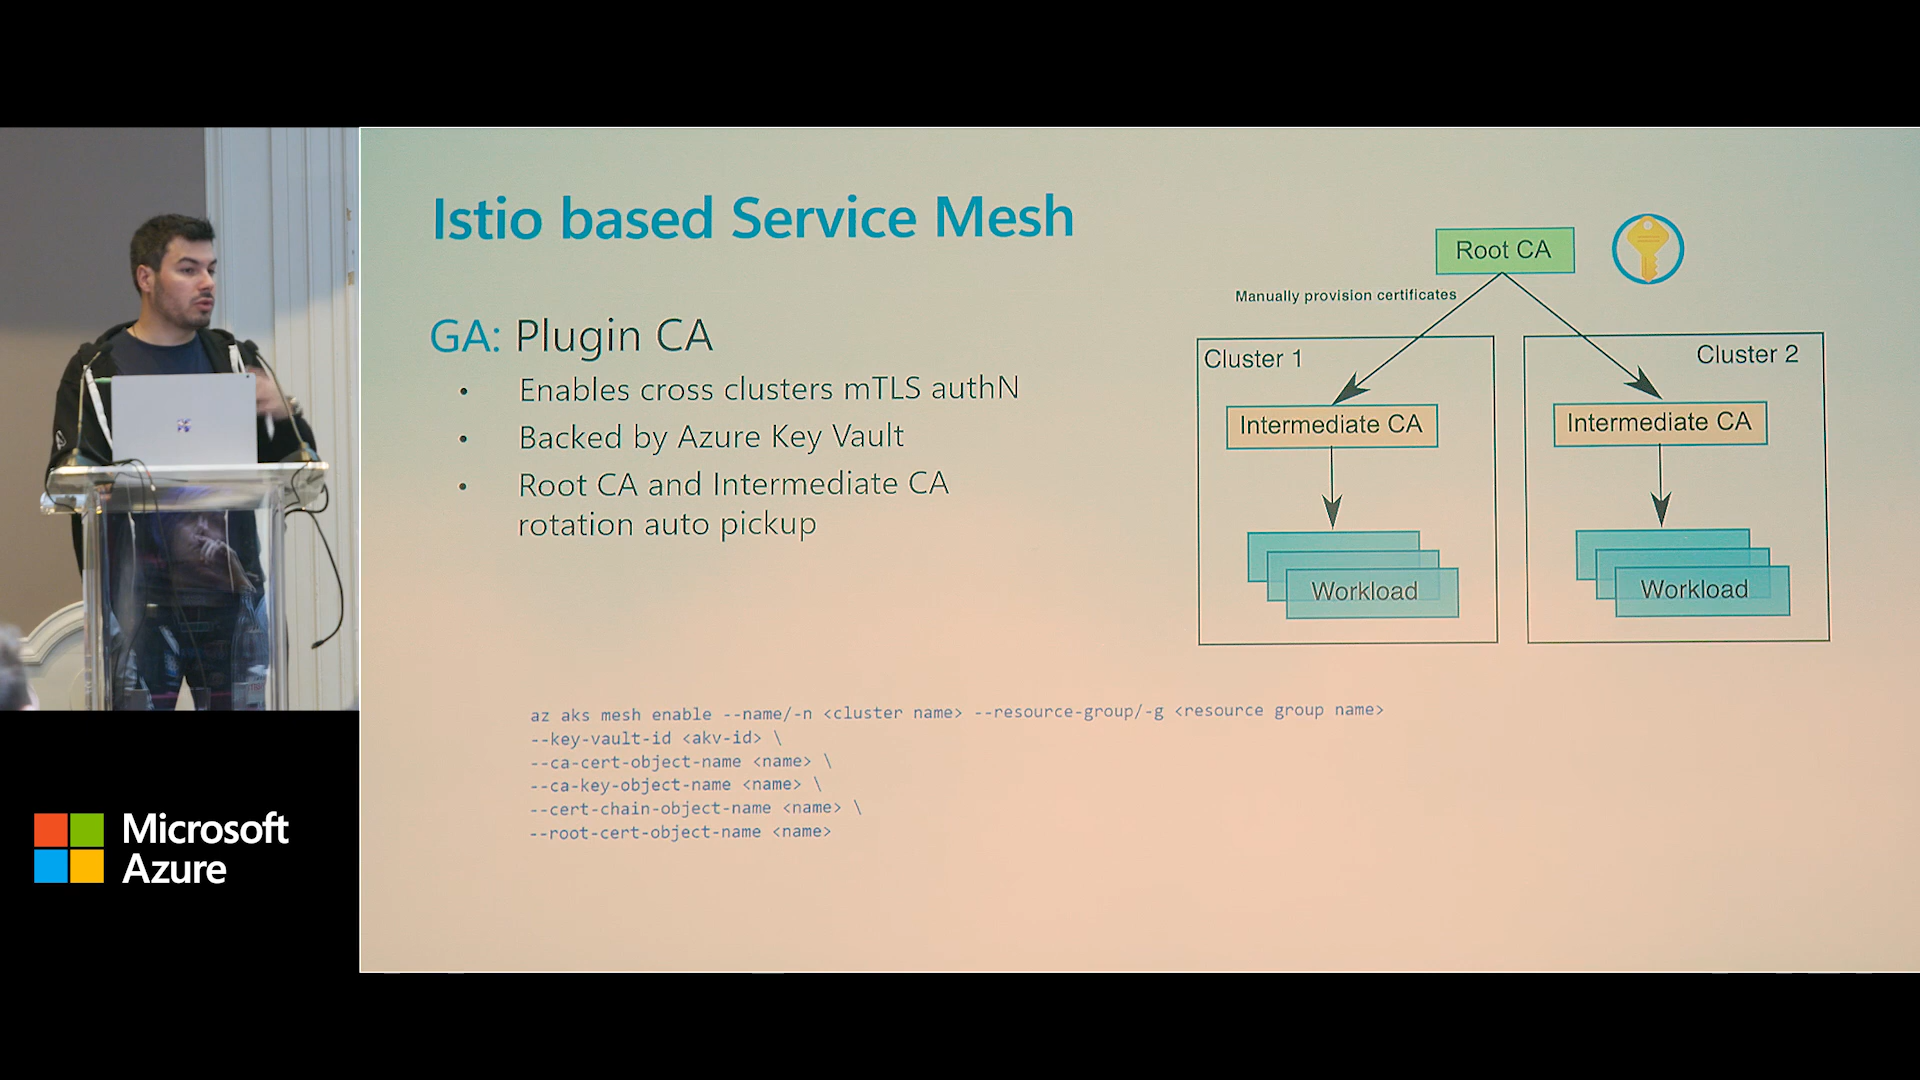 Istio based Service Mesh
GA: Plugin CA
• Enables cross clusters mTLS authN
• Backed by Azure Key Vault
• Root CA and Intermediate CA
rotation auto pickup
Root CA
Manually provision certificates
Cluster 1
Cluster 2
Intermediate CA
Intermediate CA
Workload
Workload
az aks mesh enable --name/-n <cluster name> --resource-group/-g <resource group name>
--key-vault-id <akv-id> \
--ca-cert-object-name <name> \
--ca-key-object-name <name> \
--cert-chain-object-name <name> \
--root-cert-object-name <name>
Microsoft
Azure